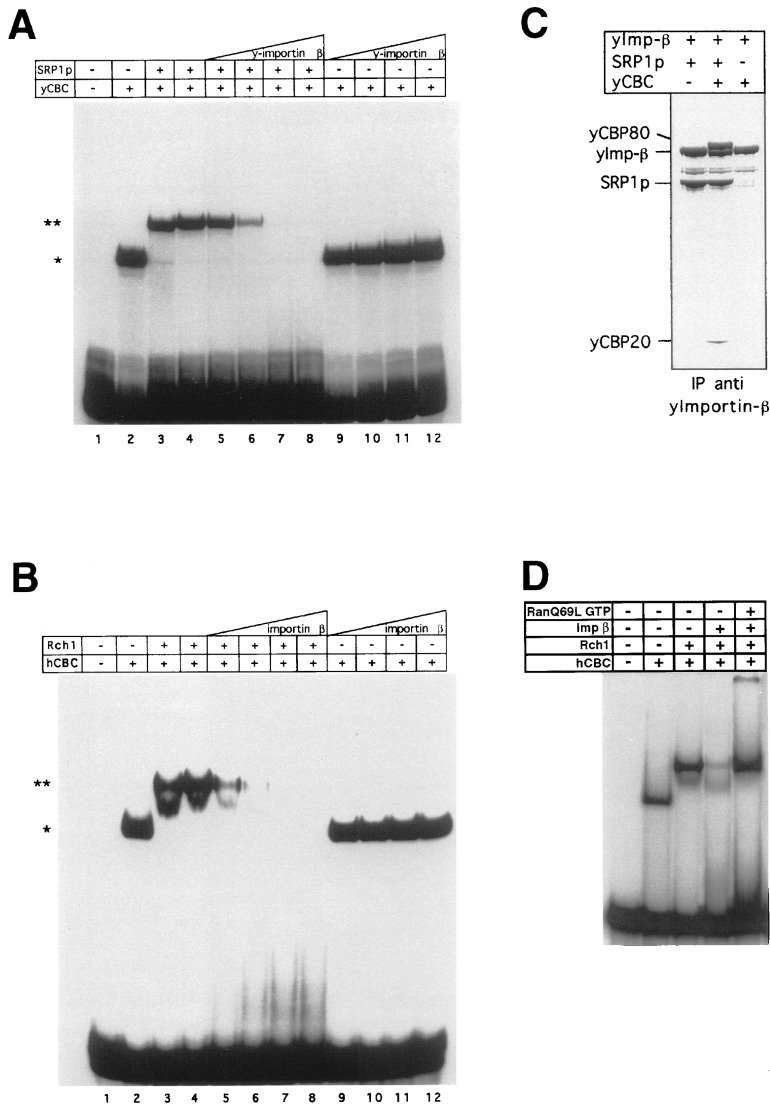 A
y-importin β y-importin β
SRP1p - - + + + + + + - - - -
yCBC - + + + + + + + + + + +
**
*
1 2 3 4 5 6 7 8 9 10 11 12
C
yImp-β + + +
SRP1p + + -
yCBC - + +
yCBP80
yImp-β
SRP1p
yCBP20
IP anti
yImportin-β
B
importin β importin β
Rch1 - - + + + + + + - - - -
hCBC - + + + + + + + + + + +
**
*
1 2 3 4 5 6 7 8 9 10 11 12
D
RanQ69L GTP - - - - +
Imp β - - - + +
Rch1 - - + + +
hCBC - + + + +